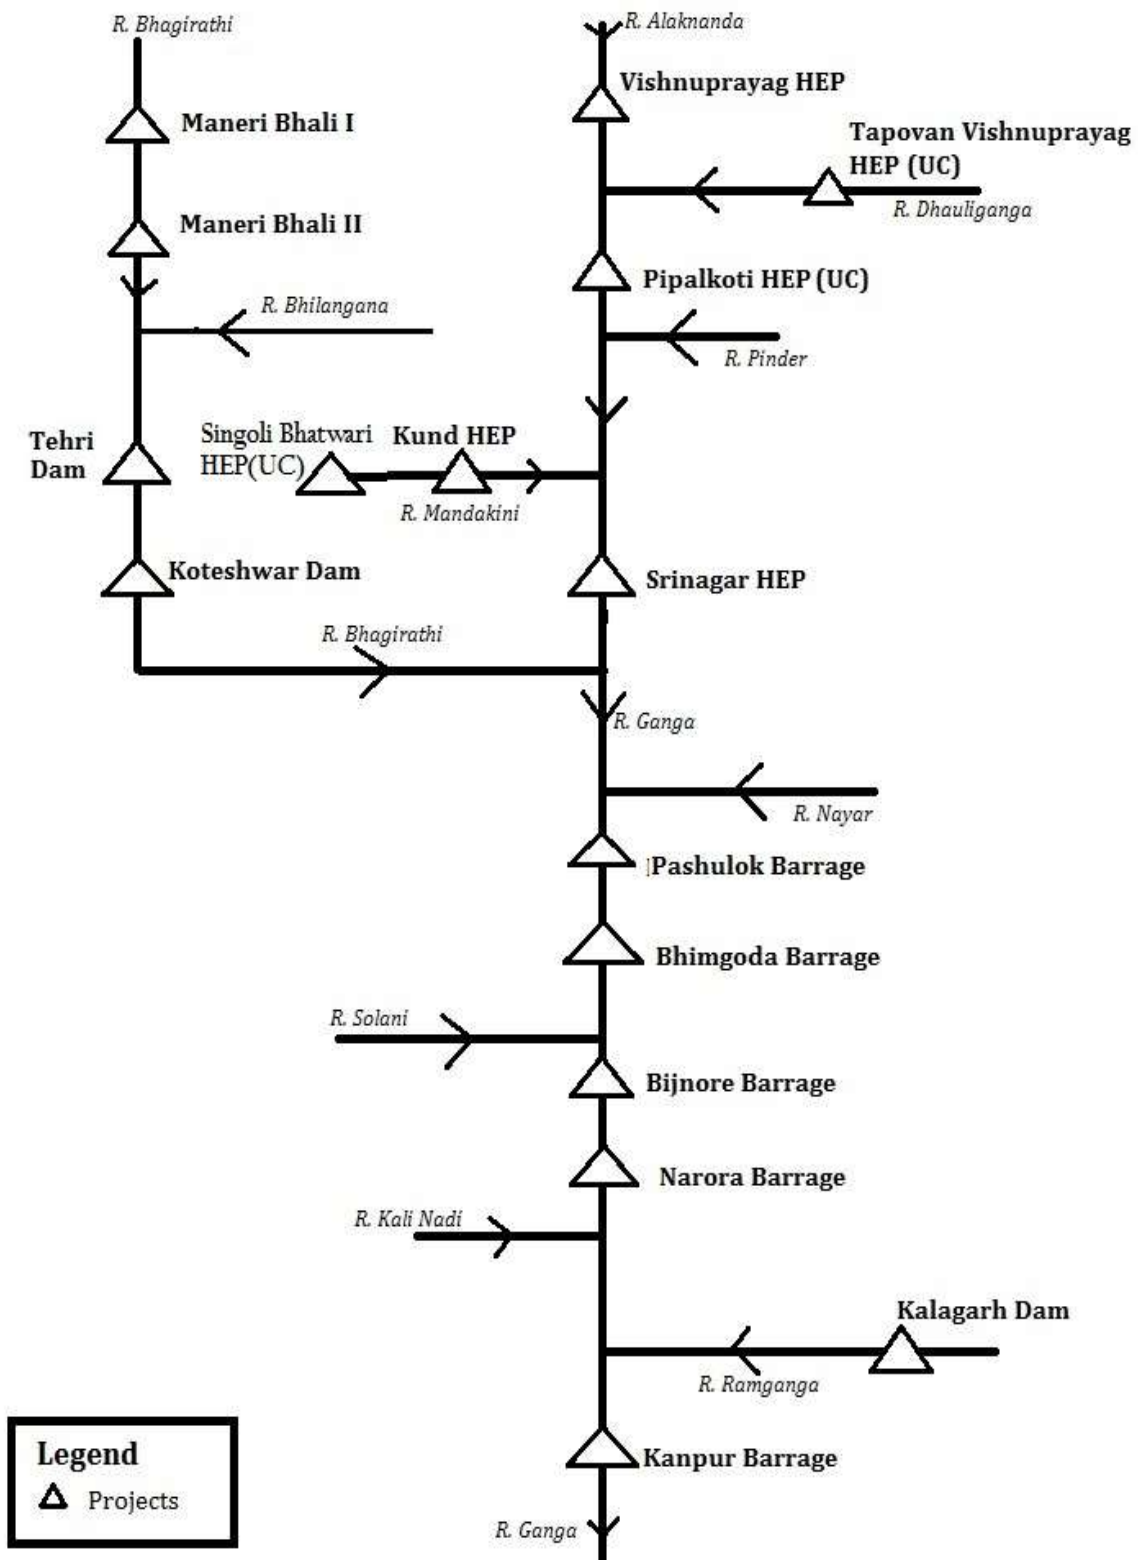 R. Bhagirathi
R. Alaknanda
Vishnuprayag HEP
Maneri Bhali I
Tapovan Vishnuprayag
HEP (UC)
R. Dhauliganga
Maneri Bhali II
Pipalkoti HEP (UC)
R. Bhilangana
R. Pinder
Tehri
Dam
Singoli Bhatwari
HEP(UC)
Kund HEP
R. Mandakini
Koteshwar Dam
Srinagar HEP
R. Bhagirathi
R. Ganga
R. Nayar
Pashulok Barrage
Bhimgoda Barrage
R. Solani
Bijnore Barrage
Narora Barrage
R. Kali Nadi
Kalagarh Dam
R. Ramganga
Kanpur Barrage
Legend
Projects
R. Ganga